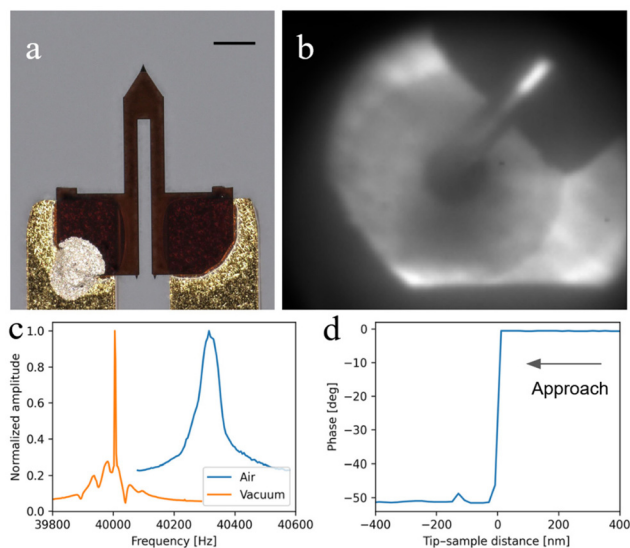 a
b
c
1.0
0.8
0.6
0.4
0.2
0.0
Normalized amplitude
39800 40000 40200 40400 40600
Frequency [Hz]
Air
Vacuum
d
0
−10
−20
−30
−40
−50
Phase [deg]
Approach
−400 −200 0 200 400
Tip–sample distance [nm]